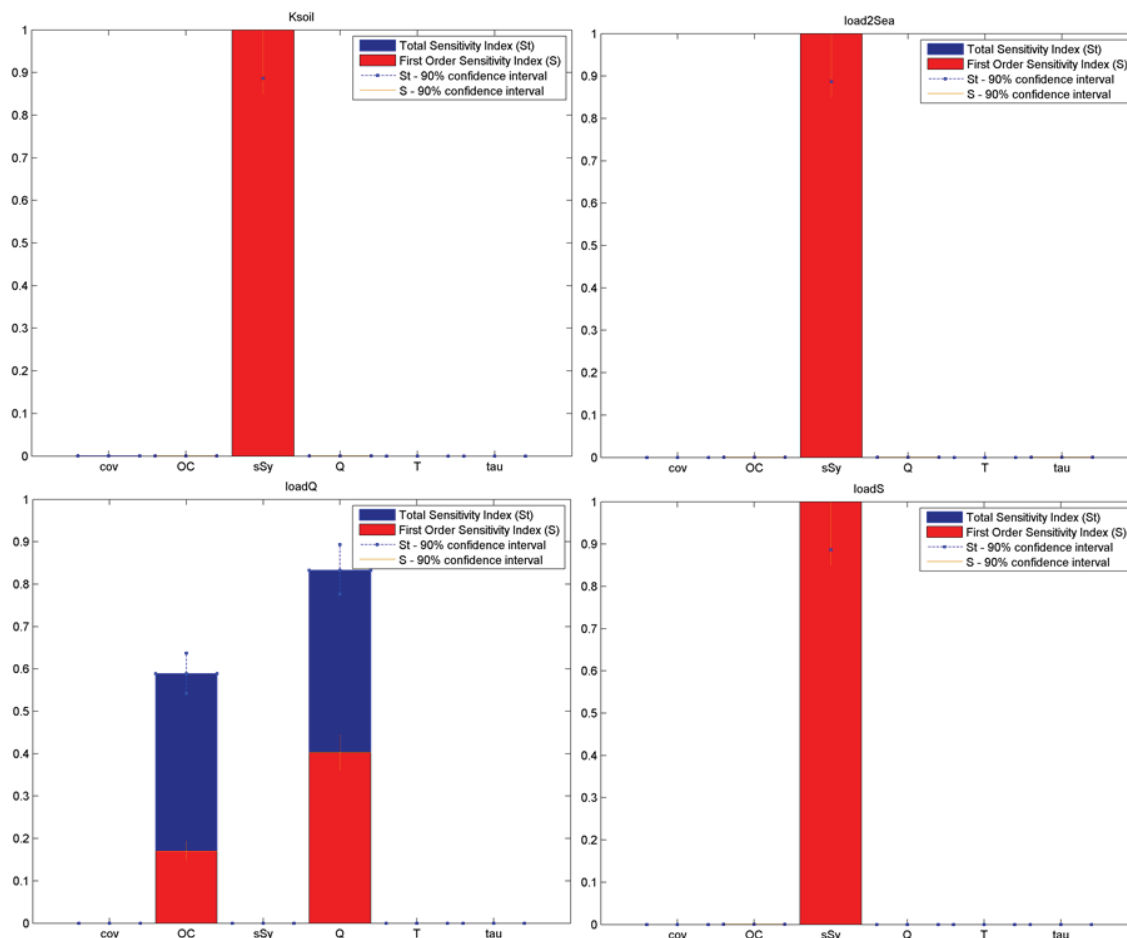 Ksoil
1
0.9
0.8
0.7
0.6
0.5
0.4
0.3
0.2
0.1
0
Total Sensitivity Index (St)
First Order Sensitivity Index (S)
St - 90% confidence interval
S - 90% confidence interval
cov OC sSy Q T tau
load2Sea
1
0.9
0.8
0.7
0.6
0.5
0.4
0.3
0.2
0.1
0
Total Sensitivity Index (St)
First Order Sensitivity Index (S)
St - 90% confidence interval
S - 90% confidence interval
cov OC sSy Q T tau
loadQ
1
0.9
0.8
0.7
0.6
0.5
0.4
0.3
0.2
0.1
0
Total Sensitivity Index (St)
First Order Sensitivity Index (S)
St - 90% confidence interval
S - 90% confidence interval
cov OC sSy Q T tau
loadS
1
0.9
0.8
0.7
0.6
0.5
0.4
0.3
0.2
0.1
0
Total Sensitivity Index (St)
First Order Sensitivity Index (S)
St - 90% confidence interval
S - 90% confidence interval
cov OC sSy Q T tau